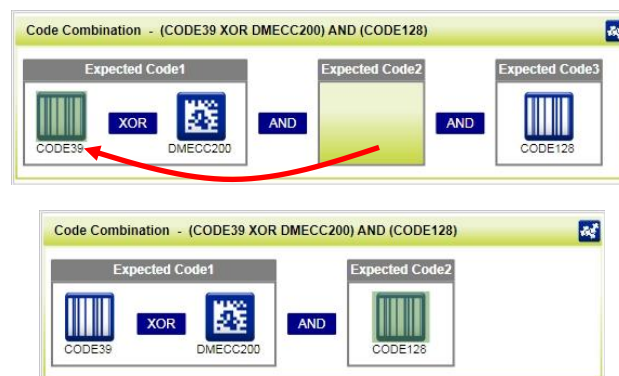 Code Combination - (CODE39 XOR DMECC200) AND (CODE128)
Expected Code1 Expected Code2 Expected Code3
XOR AND AND
CODE39 DMECC200 CODE128
Code Combination - (CODE39 XOR DMECC200) AND (CODE128)
Expected Code1 Expected Code2
XOR AND
CODE39 DMECC200 CODE128